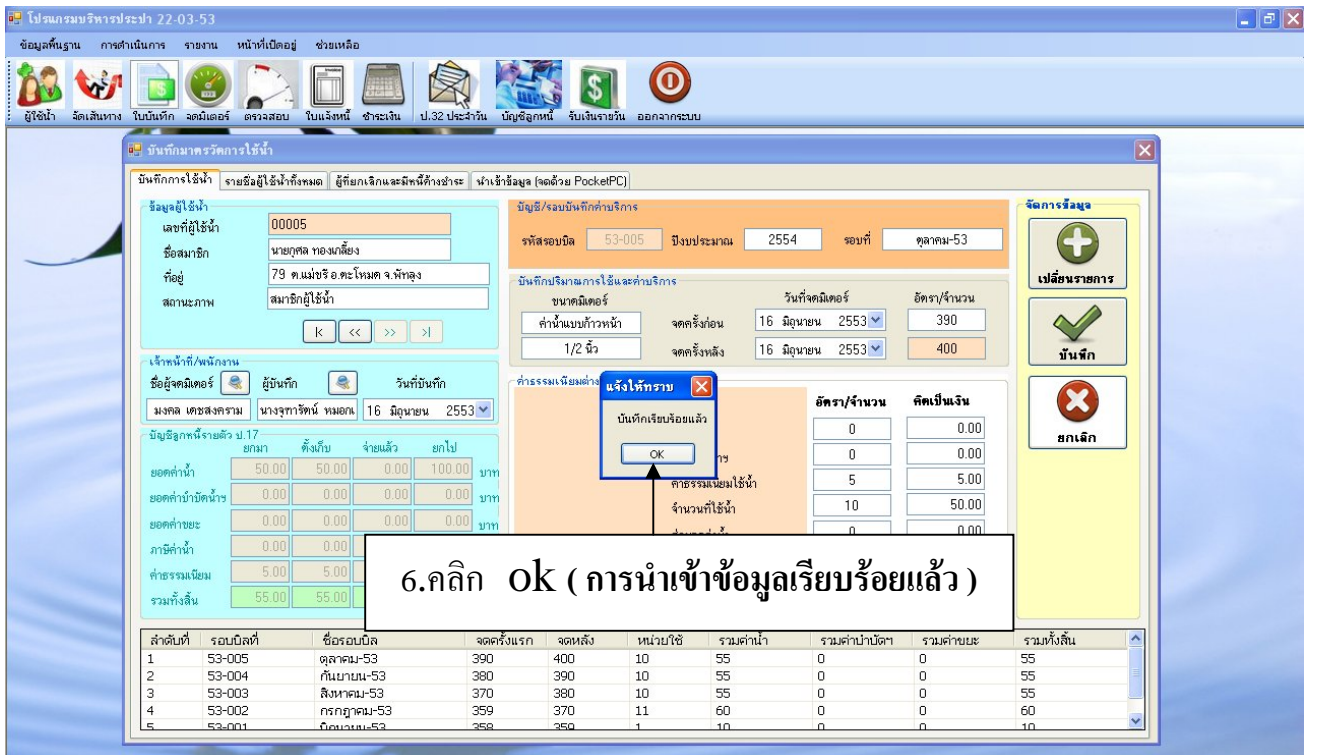 โปรแกรมบริหารประปา 22-03-53
ข้อมูลพื้นฐาน การดำเนินการ รายงาน หน้าที่เปิดอยู่ ช่วยเหลือ
ผู้ใช้น้ำ จัดเส้นทาง ใบบันทึก จดมิเตอร์ ตรวจสอบ ใบแจ้งหนี้ ชำระเงิน ป.32 ประจำวัน บัญชีลูกหนี้ รับเงินรายวัน ออกจากระบบ
บันทึกมาตรวัดการใช้น้ำ
บันทึกการใช้น้ำ รายชื่อผู้ใช้น้ำทั้งหมด ผู้ที่ยกเลิกและมีหนี้ค้างชำระ นำเข้าข้อมูล (จดด้วย PocketPC)
ข้อมูลผู้ใช้น้ำ
เลขที่ผู้ใช้น้ำ 00005
ชื่อสมาชิก นายกุศล ทองเกลี้ยง
ที่อยู่ 79 ต.แม่ขรี อ.ตะโหมด จ.พัทลุง
สถานะภาพ สมาชิกผู้ใช้น้ำ
|< << >> >|
บัญชี/รอบบันทึกค่าบริการ
รหัสรอบบิล 53-005 ปีงบประมาณ 2554 รอบที่ ตุลาคม-53
บันทึกปริมาณการใช้และค่าบริการ
ขนาดมิเตอร์ วันที่จดมิเตอร์ อัตรา/จำนวน
ค่าน้ำแบบก้าวหน้า จดครั้งก่อน 16 มิถุนายน 2553 390
1/2 นิ้ว จดครั้งหลัง 16 มิถุนายน 2553 400
จัดการข้อมูล
เปลี่ยนรายการ
บันทึก
ยกเลิก
เจ้าหน้าที่/พนักงาน
ชื่อผู้จดมิเตอร์ ผู้บันทึก วันที่บันทึก
มงคล เดชสงคราม นางจุฑารัตน์ หมอกเ 16 มิถุนายน 2553
บัญชีลูกหนี้รายตัว ป.17
ยกมา ตั้งเก็บ จ่ายแล้ว ยกไป
ยอดค่าน้ำ 50.00 50.00 0.00 100.00 บาท
ยอดค่าบำบัดน้ำฯ 0.00 0.00 0.00 0.00 บาท
ยอดค่าขยะ 0.00 0.00 0.00 0.00 บาท
ภาษีค่าน้ำ 0.00 0.00
ค่าธรรมเนียม 5.00 5.00
รวมทั้งสิ้น 55.00 55.00
ค่าธรรมเนียมต่าง
อัตรา/จำนวน คิดเป็นเงิน
0 0.00
0 0.00
ค่าธรรมเนียมใช้น้ำ 5 5.00
จำนวนที่ใช้น้ำ 10 50.00
0 0.00
แจ้งให้ทราบ
บันทึกเรียบร้อยแล้ว
OK
6.คลิก Ok ( การนำเข้าข้อมูลเรียบร้อยแล้ว )
ลำดับที่ รอบบิลที่ ชื่อรอบบิล จดครั้งแรก จดหลัง หน่วยใช้ รวมค่าน้ำ รวมค่าบำบัดฯ รวมค่าขยะ รวมทั้งสิ้น
1 53-005 ตุลาคม-53 390 400 10 55 0 0 55
2 53-004 กันยายน-53 380 390 10 55 0 0 55
3 53-003 สิงหาคม-53 370 380 10 55 0 0 55
4 53-002 กรกฎาคม-53 359 370 11 60 0 0 60
5 53-001 มิถุนายน-53 358 359 1 10 0 0 10